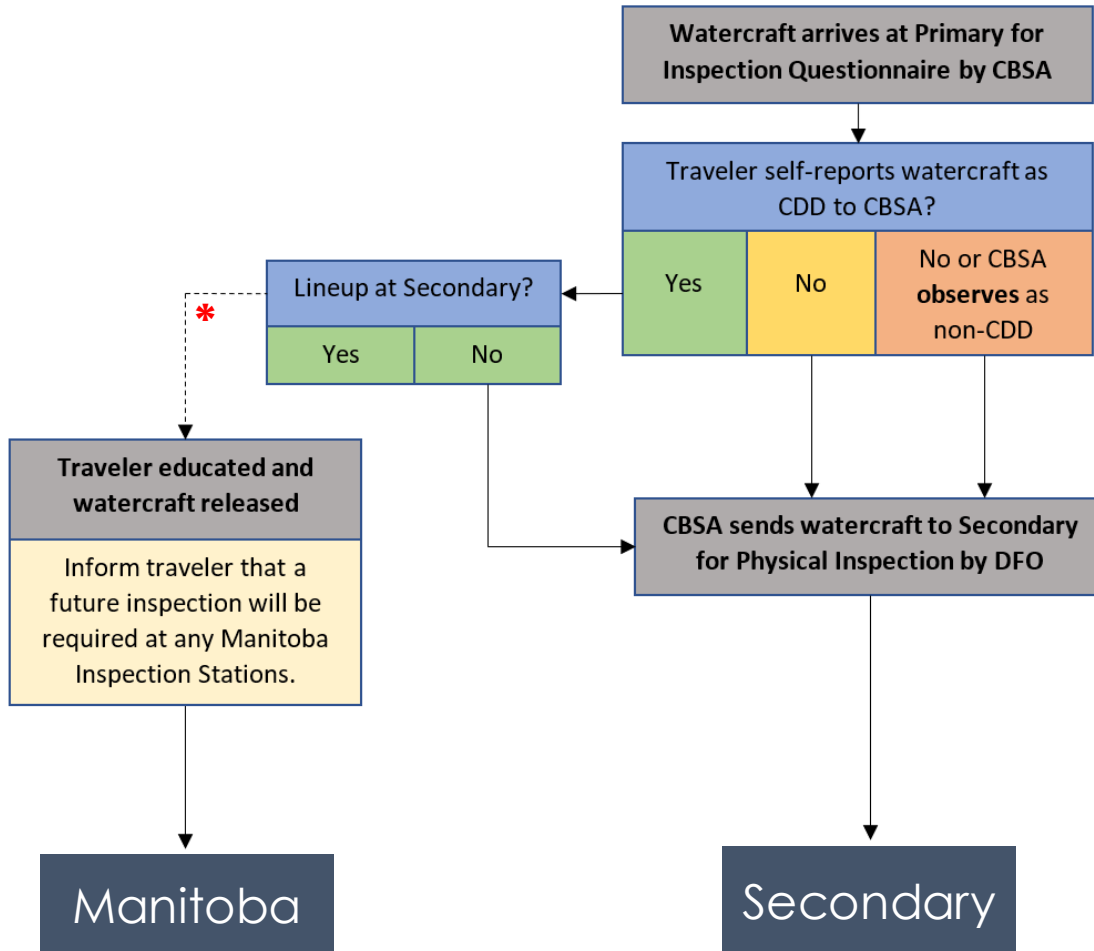 Watercraft arrives at Primary for
Inspection Questionnaire by CBSA
Traveler self-reports watercraft as
CDD to CBSA?
Yes
No
No or CBSA
observes as
non-CDD
Lineup at Secondary?
*
Yes
No
Traveler educated and
watercraft released
Inform traveler that a
future inspection will be
required at any Manitoba
Inspection Stations.
CBSA sends watercraft to Secondary
for Physical Inspection by DFO
Manitoba
Secondary